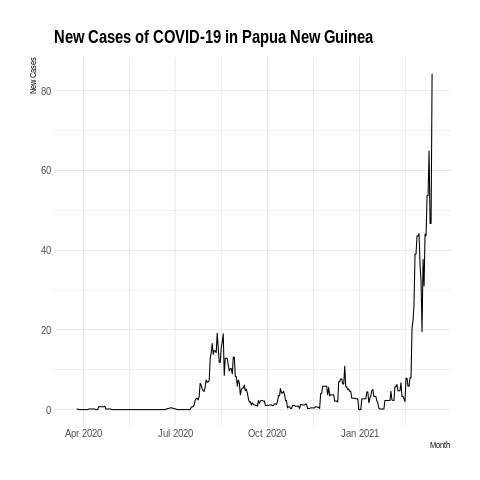 New Cases of COVID-19 in Papua New Guinea
New Cases
80
60
40
20
0
Apr 2020 Jul 2020 Oct 2020 Jan 2021
Month